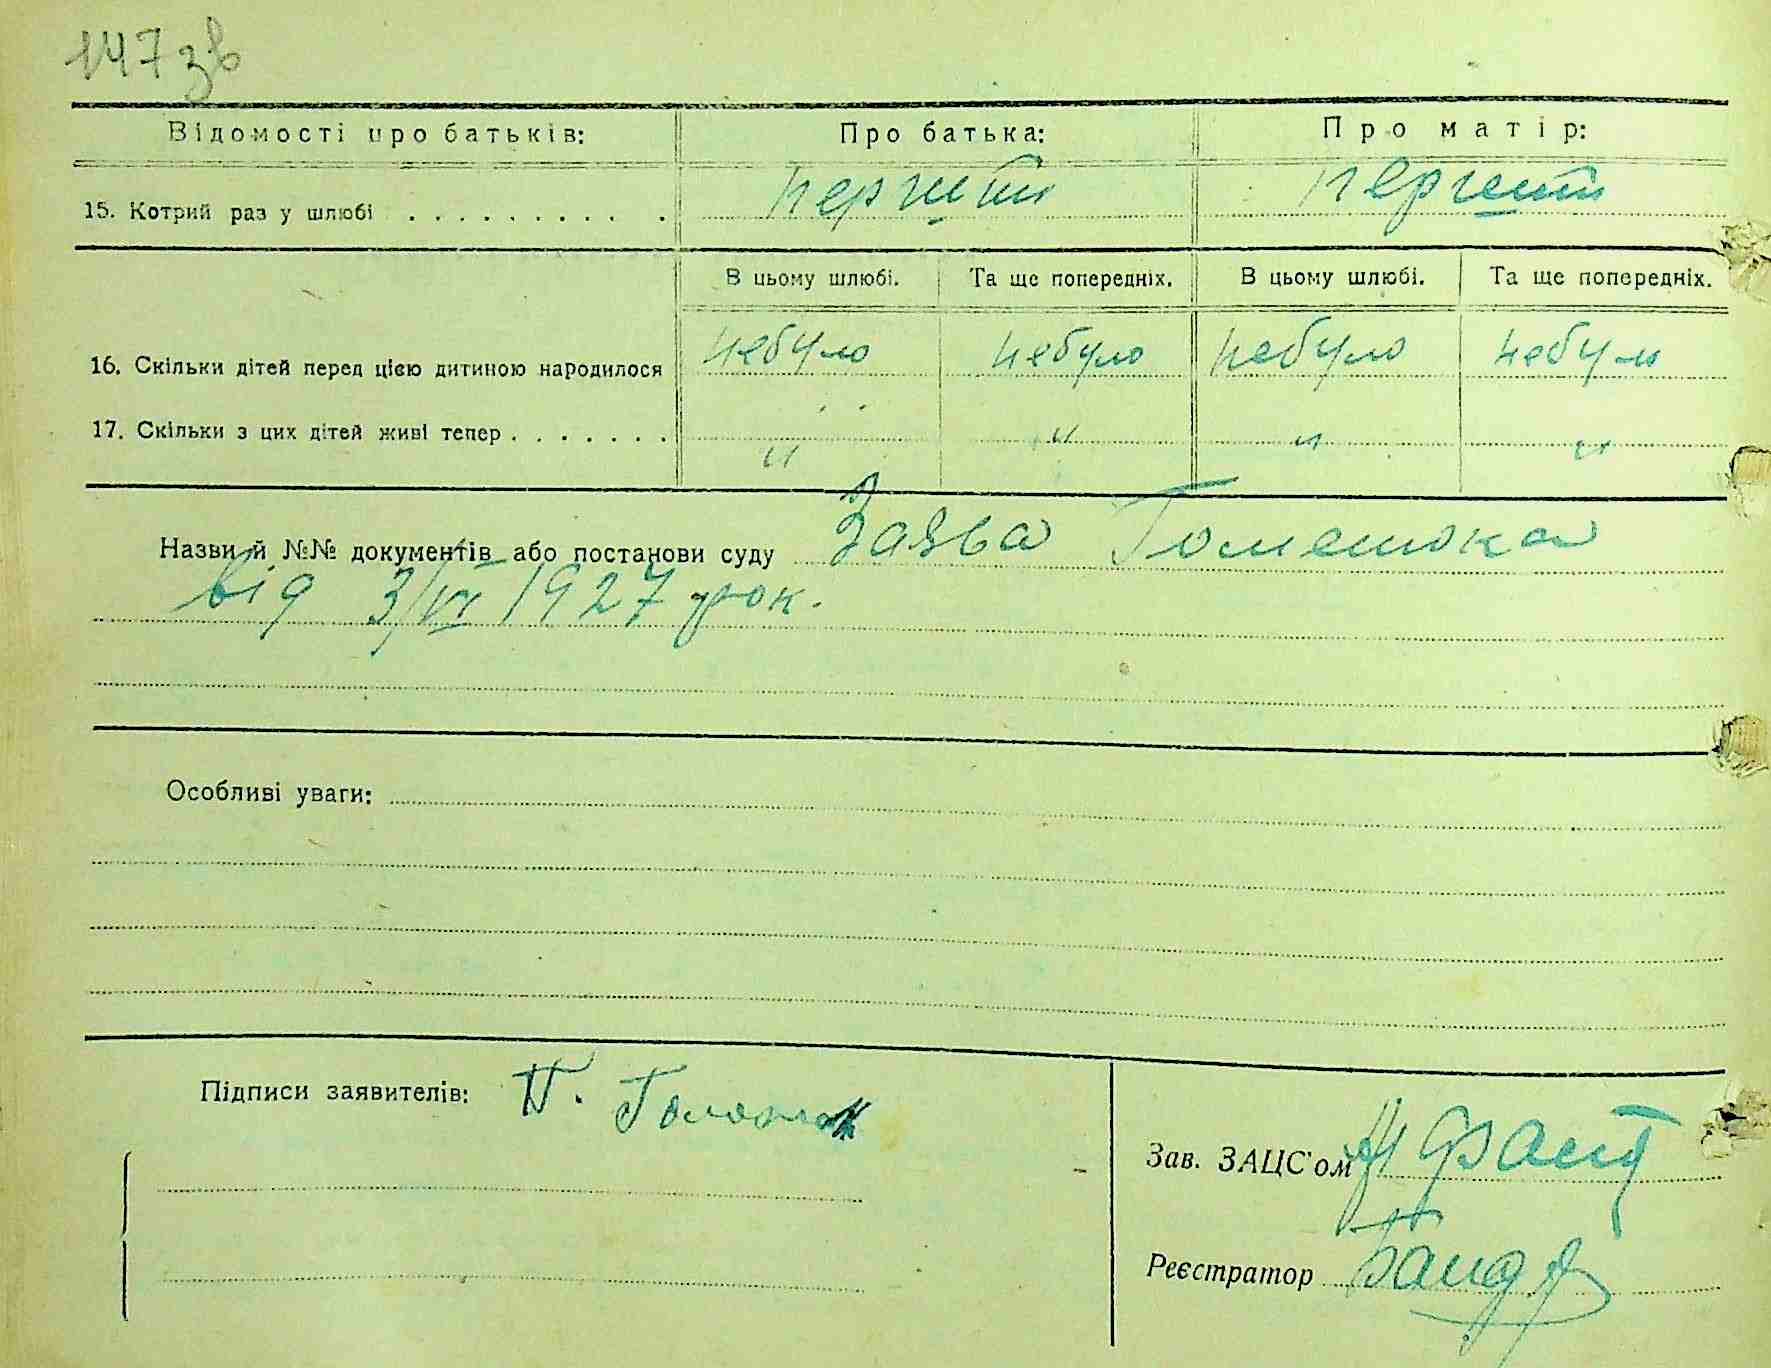 147 зв
Відомості про батьків: Про батька: Про матір:
15. Котрий раз у шлюбі . . . . . . . . . . перший перший
В цьому шлюбі. Та ще попередніх. В цьому шлюбі. Та ще попередніх.
16. Скільки дітей перед цією дитиною народилося небуло небуло небуло небуло
17. Скільки з цих дітей живі тепер . . . . . . . " " " "
Назви й №№ документів або постанови суду Заява
від 3/VI 1927 рок.
Особливі уваги:
Підписи заявителів: П.
Зав. ЗАЦС'ом
Реєстратор